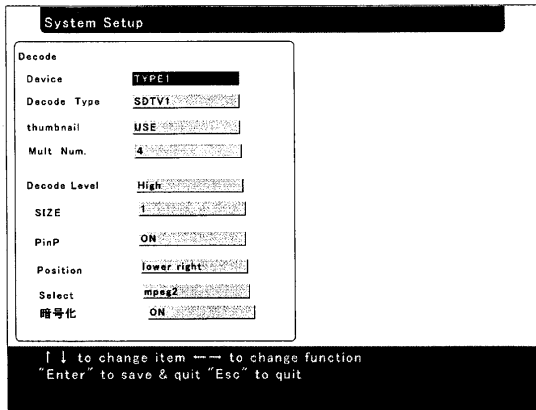 System Setup
Decode
Device TYPE1
Decode Type SDTV1
thumbnail USE
Mult Num. 4
Decode Level High
SIZE 1
PinP ON
Position lower right
Select mpeg2
暗号化 ON
↑ ↓ to change item ←→ to change function
"Enter" to save & quit "Esc" to quit